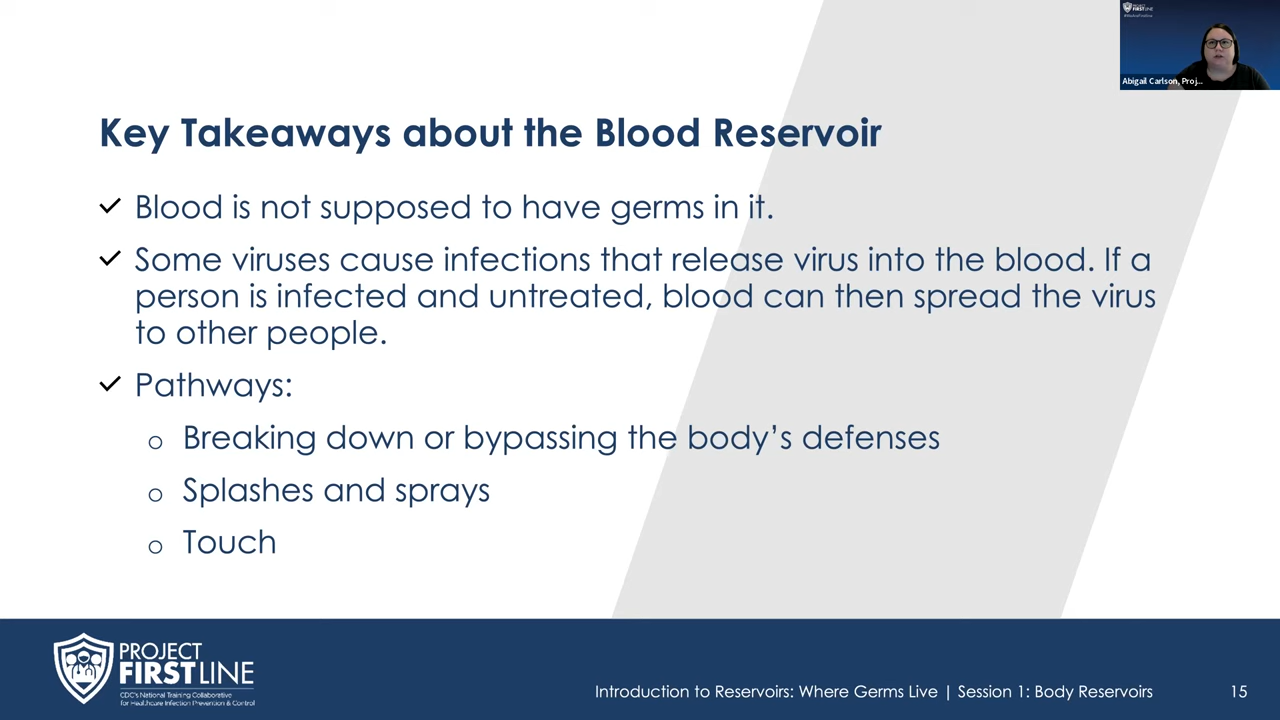 PROJECT
FIRSTLINE
Abigail Carlson, Proj...
Key Takeaways about the Blood Reservoir
Blood is not supposed to have germs in it.
Some viruses cause infections that release virus into the blood. If a
person is infected and untreated, blood can then spread the virus
to other people.
Pathways:
Breaking down or bypassing the body’s defenses
Splashes and sprays
Touch
PROJECT
FIRSTLINE
CDC's National Training Collaborative
for Healthcare Infection Prevention & Control
Introduction to Reservoirs: Where Germs Live | Session 1: Body Reservoirs 15